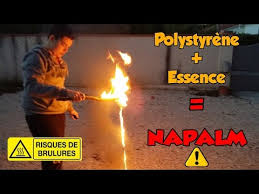 Polystyrène
+
Essence
=
NAPALM
RISQUES DE
BRULURES